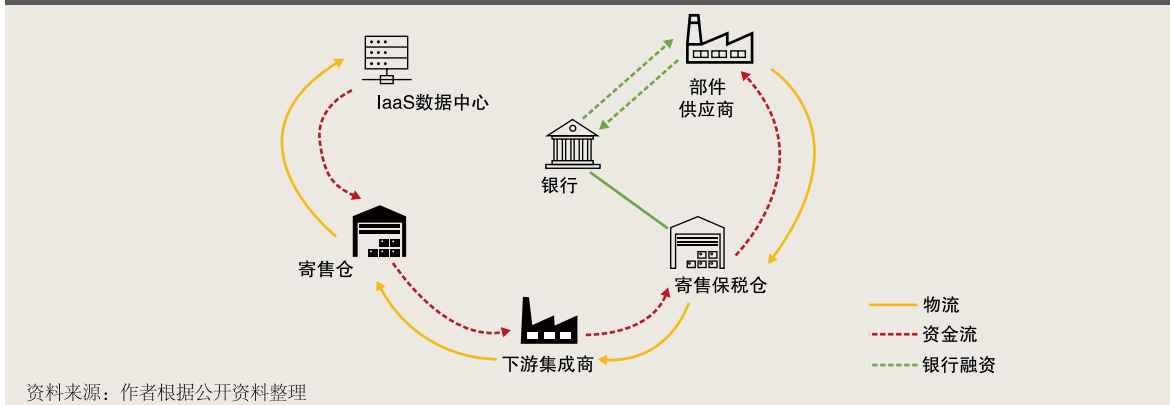 IaaS数据中心
部件
供应商
银行
寄售仓
寄售保税仓
下游集成商
物流
资金流
银行融资
资料来源：作者根据公开资料整理